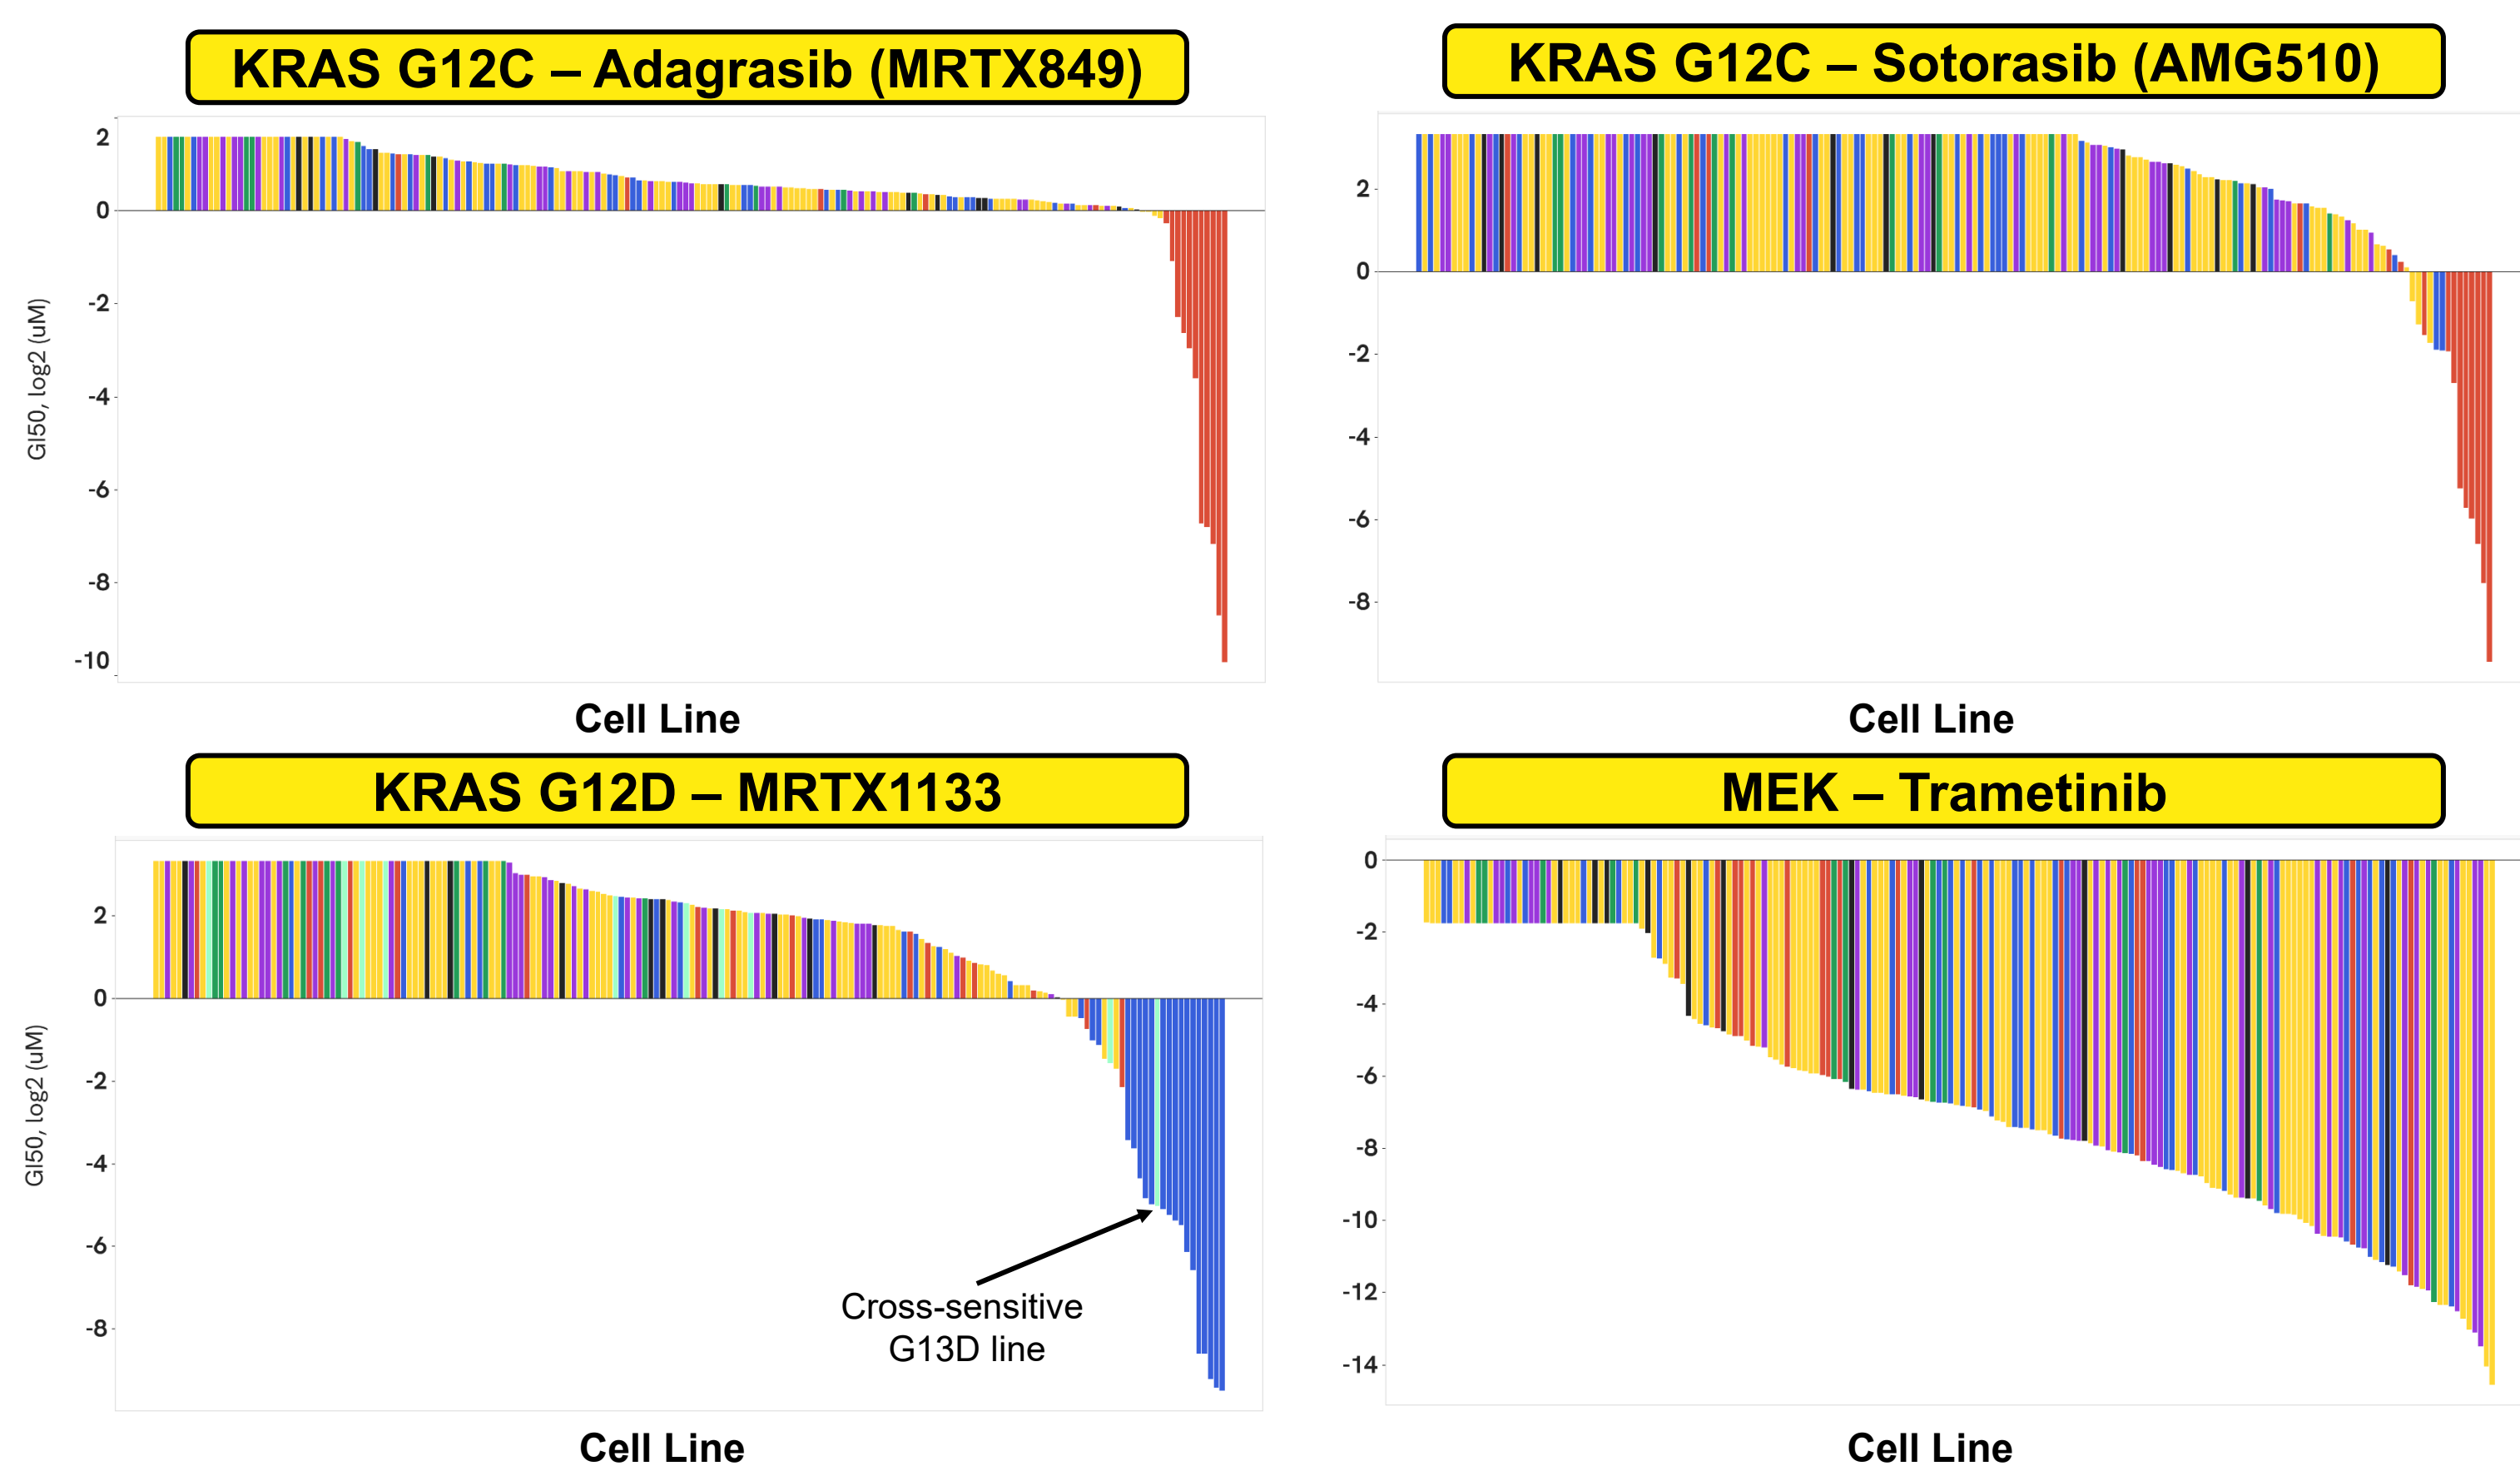 KRAS G12C – Adagrasib (MRTX849)
GI50, log2 (uM)
2
0
-2
-4
-6
-8
-10
Cell Line
KRAS G12C – Sotorasib (AMG510)
2
0
-2
-4
-6
-8
Cell Line
KRAS G12D – MRTX1133
GI50, log2 (uM)
2
0
-2
-4
-6
-8
Cross-sensitive
G13D line
Cell Line
MEK – Trametinib
0
-2
-4
-6
-8
-10
-12
-14
Cell Line